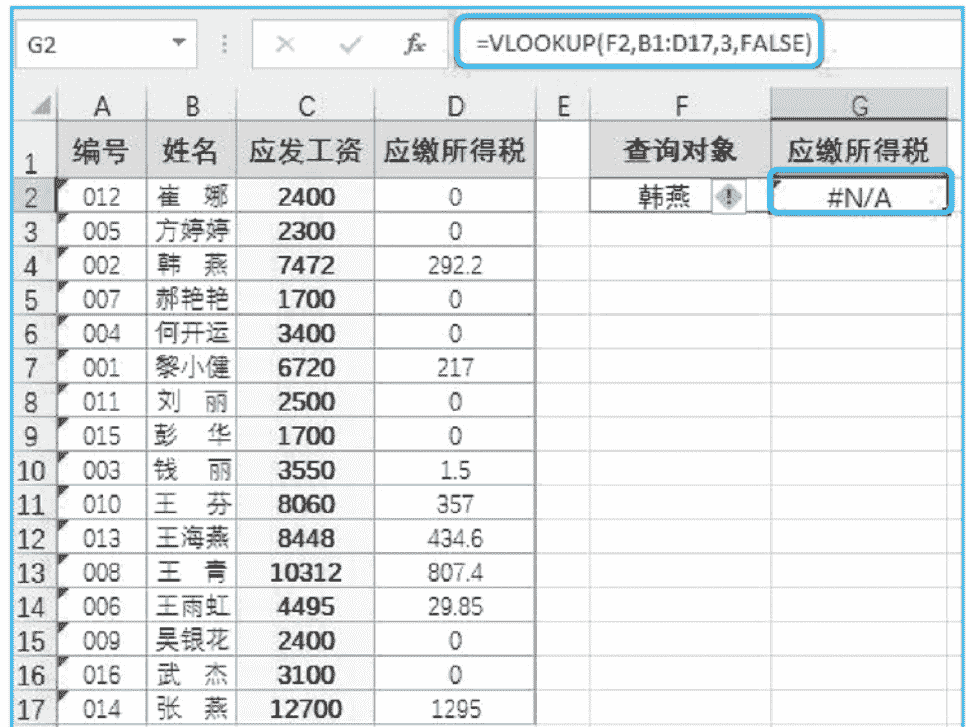 G2 =VLOOKUP(F2,B1:D17,3,FALSE)
A B C D E F G
1 编号 姓名 应发工资 应缴所得税 查询对象 应缴所得税
2 012 崔 娜 2400 0 韩燕 #N/A
3 005 方婷婷 2300 0
4 002 韩 燕 7472 292.2
5 007 郝艳艳 1700 0
6 004 何开运 3400 0
7 001 黎小健 6720 217
8 011 刘 丽 2500 0
9 015 彭 华 1700 0
10 003 钱 丽 3550 1.5
11 010 王 芬 8060 357
12 013 王海燕 8448 434.6
13 008 王 青 10312 807.4
14 006 王雨虹 4495 29.85
15 009 吴银花 2400 0
16 016 武 杰 3100 0
17 014 张 燕 12700 1295